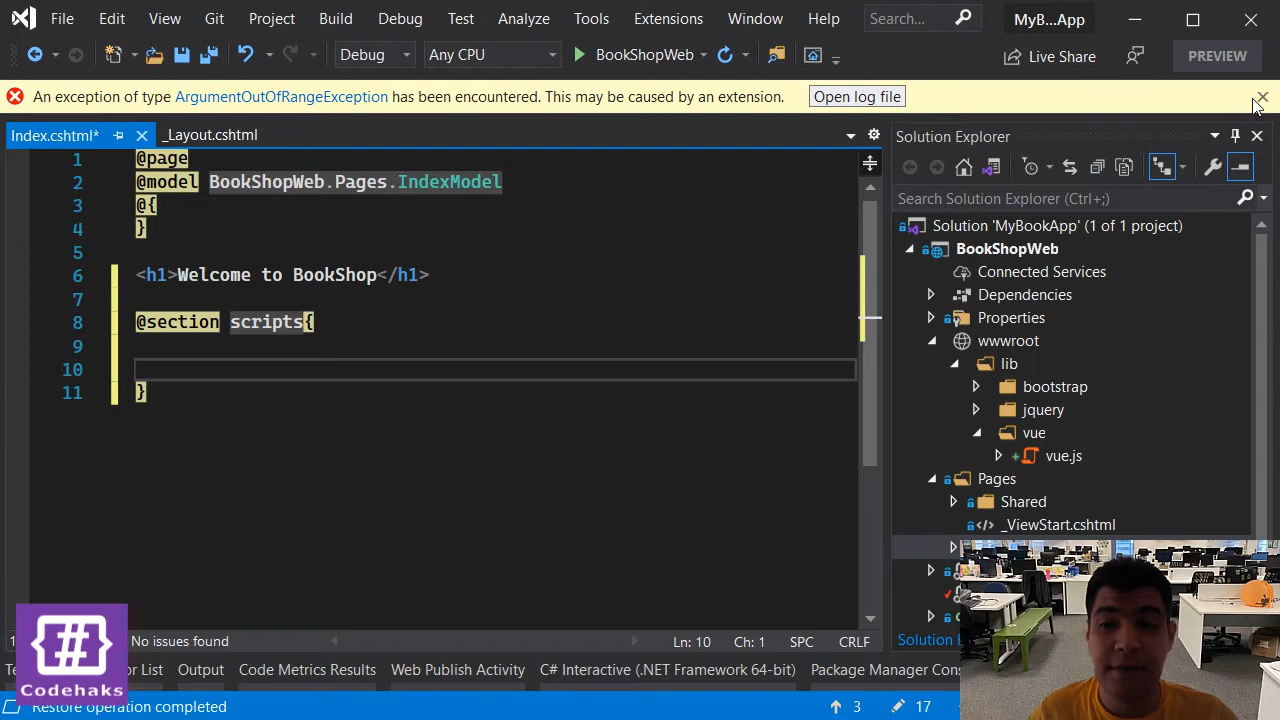 File Edit View Git Project Build Debug Test Analyze Tools Extensions Window Help Search... MyB...App
Debug Any CPU BookShopWeb Live Share PREVIEW
An exception of type ArgumentOutOfRangeException has been encountered. This may be caused by an extension. Open log file
Index.cshtml* _Layout.cshtml
1 @page
2 @model BookShopWeb.Pages.IndexModel
3 @{
4 }
5
6 <h1>Welcome to BookShop</h1>
7
8 @section scripts{
9
10
11 }
Solution Explorer
Search Solution Explorer (Ctrl+;)
Solution 'MyBookApp' (1 of 1 project)
BookShopWeb
Connected Services
Dependencies
Properties
wwwroot
lib
bootstrap
jquery
vue
vue.js
Pages
Shared
_ViewStart.cshtml
Solution E
No issues found Ln: 10 Ch: 1 SPC CRLF
Output Code Metrics Results Web Publish Activity C# Interactive (.NET Framework 64-bit) Package Manager Cons
{#}
Codehaks
Restore operation completed 3 17